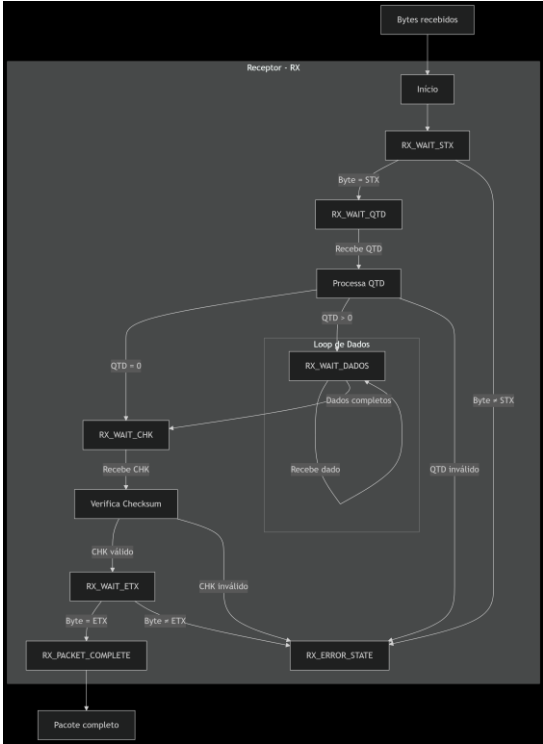 Bytes recebidos
Receptor - RX
Início
RX_WAIT_STX
Byte = STX
RX_WAIT_QTD
Recebe QTD
Processa QTD
QTD > 0
Loop de Dados
RX_WAIT_DADOS
QTD = 0
Dados completos
Byte ≠ STX
RX_WAIT_CHK
Recebe CHK
Recebe dado
QTD inválido
Verifica Checksum
CHK válido
RX_WAIT_ETX
CHK inválido
Byte = ETX
Byte ≠ ETX
RX_PACKET_COMPLETE
RX_ERROR_STATE
Pacote completo